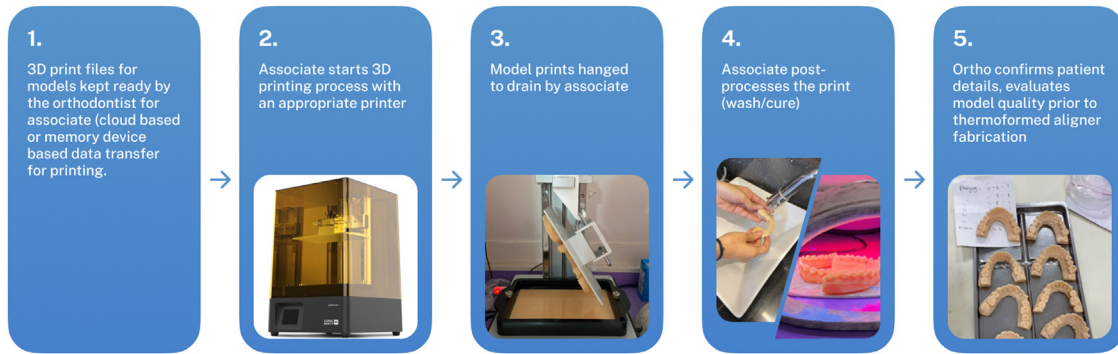 1.
3D print files for
models kept ready by
the orthodontist for
associate (cloud based
or memory device
based data transfer
for printing.
2.
Associate starts 3D
printing process with
an appropriate printer
3.
Model prints hanged
to drain by associate
4.
Associate post-
processes the print
(wash/cure)
5.
Ortho confirms patient
details, evaluates
model quality prior to
thermoformed aligner
fabrication